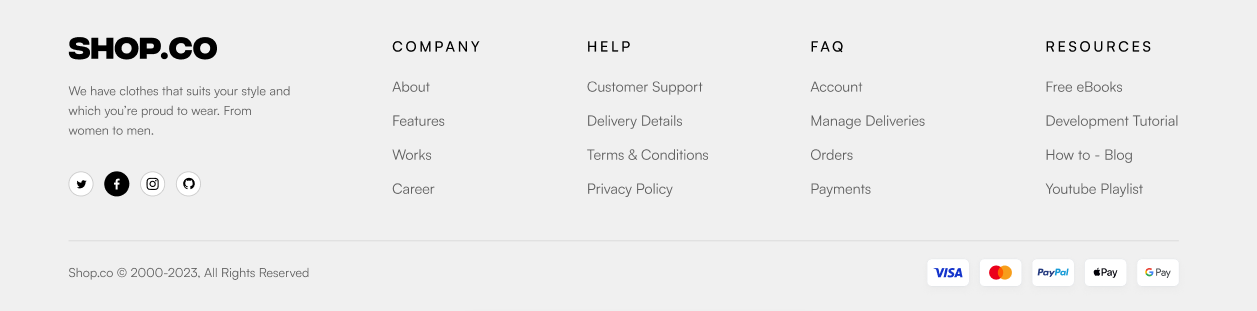 SHOP.CO
We have clothes that suits your style and
which you're proud to wear. From
women to men.
COMPANY
About
Features
Works
Career
HELP
Customer Support
Delivery Details
Terms & Conditions
Privacy Policy
FAQ
Account
Manage Deliveries
Orders
Payments
RESOURCES
Free eBooks
Development Tutorial
How to - Blog
Youtube Playlist
Shop.co © 2000-2023, All Rights Reserved
VISA
PayPal
Pay
G Pay